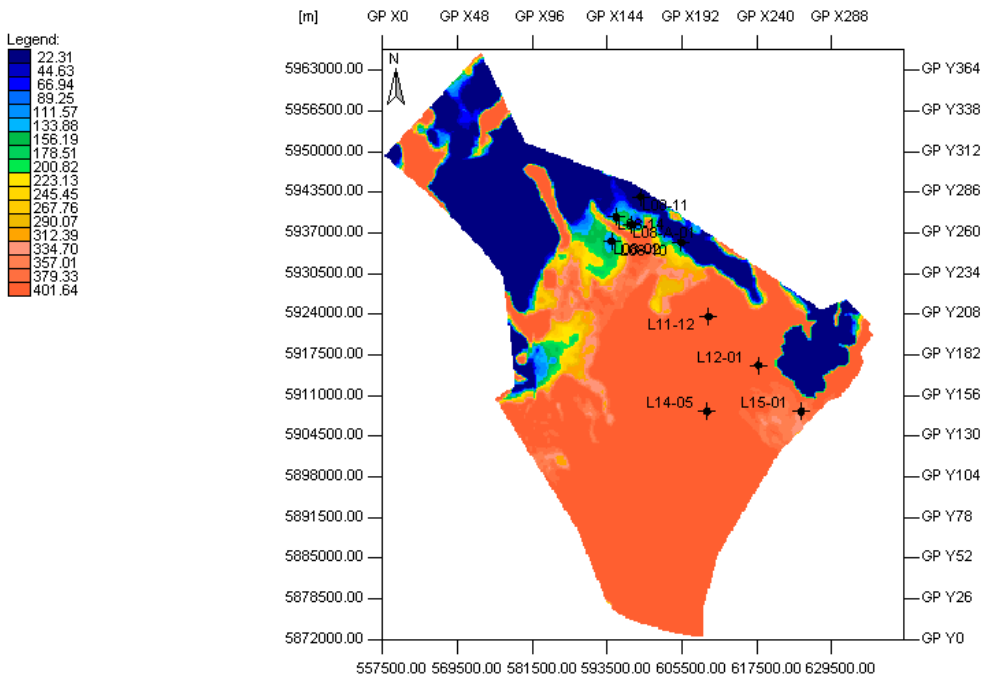 [m] GP X0 GP X48 GP X96 GP X144 GP X192 GP X240 GP X288
Legend:
22.31
44.63
66.94
89.25
111.57
133.88
156.19
178.51
200.82
223.13
245.45
267.76
290.07
312.39
334.70
357.01
379.33
401.64
N
5963000.00 GP Y364
5956500.00 GP Y338
5950000.00 GP Y312
5943500.00 GP Y286
5937000.00 GP Y260
5930500.00 GP Y234
5924000.00 GP Y208
5917500.00 GP Y182
5911000.00 GP Y156
5904500.00 GP Y130
5898000.00 GP Y104
5891500.00 GP Y78
5885000.00 GP Y52
5878500.00 GP Y26
5872000.00 GP Y0
L11-12
L12-01
L14-05 L15-01
557500.00 569500.00 581500.00 593500.00 605500.00 617500.00 629500.00